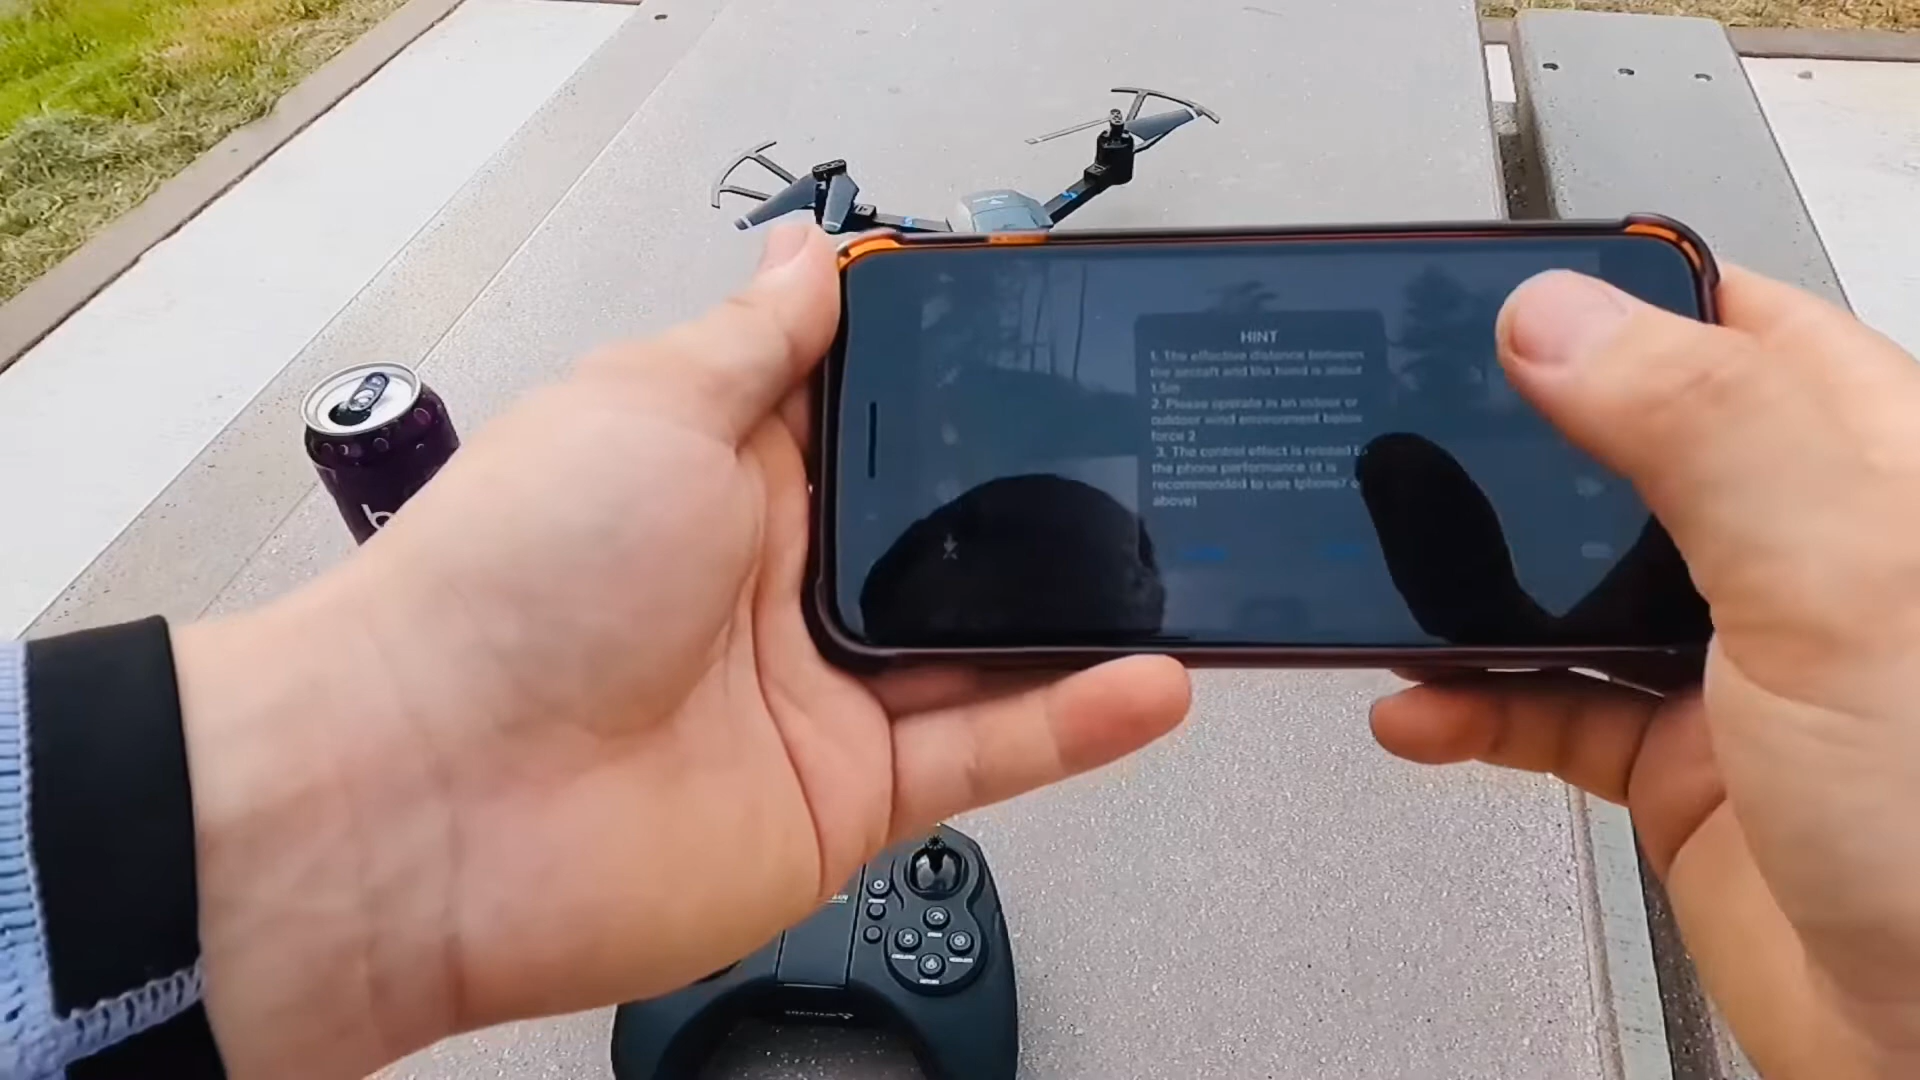 HINT
1. The effective distance between
the aircraft and the hand is about
1.5m
2. Please operate in an indoor or
outdoor wind environment below
force 2
3. The control effect is related
the phone performance (it is
recommended to use Iphone7
above)
b